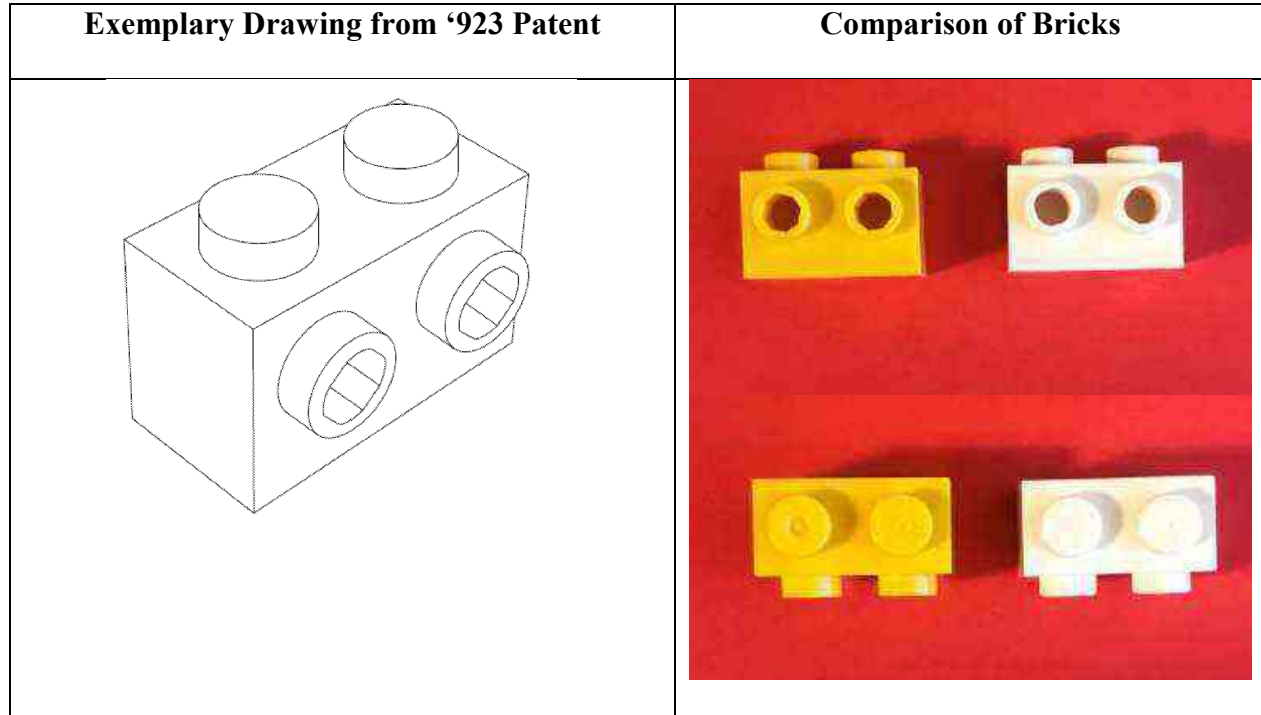 Exemplary Drawing from ‘923 Patent
Comparison of Bricks